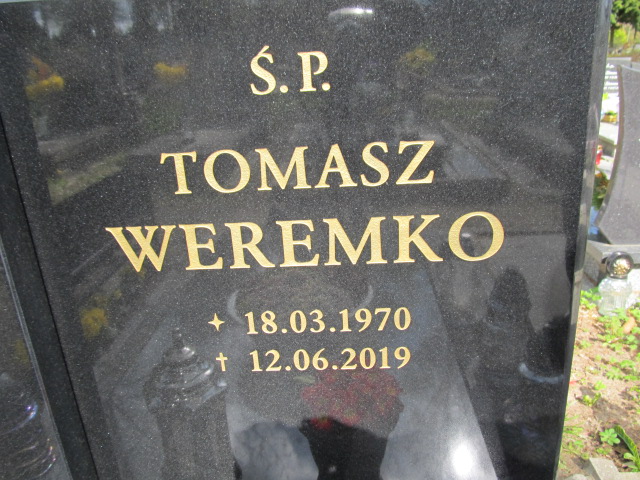 Ś.P.
TOMASZ
WEREMKO
✦ 18.03.1970
† 12.06.2019